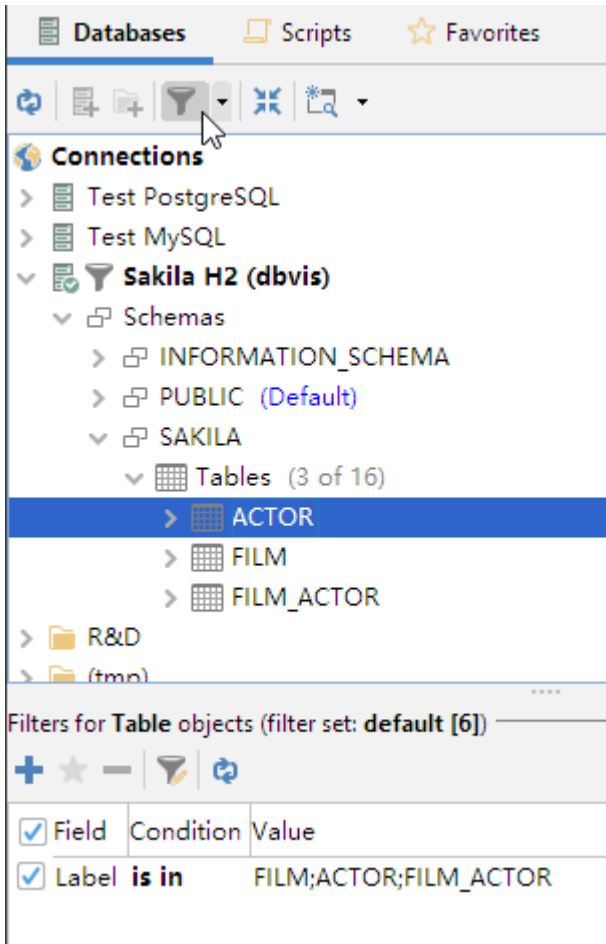 Databases Scripts Favorites
Connections
Test PostgreSQL
Test MySQL
Sakila H2 (dbvis)
Schemas
INFORMATION_SCHEMA
PUBLIC (Default)
SAKILA
Tables (3 of 16)
ACTOR
FILM
FILM_ACTOR
R&D
(tmp)
Filters for Table objects (filter set: default [6])
Field Condition Value
Label is in FILM;ACTOR;FILM_ACTOR